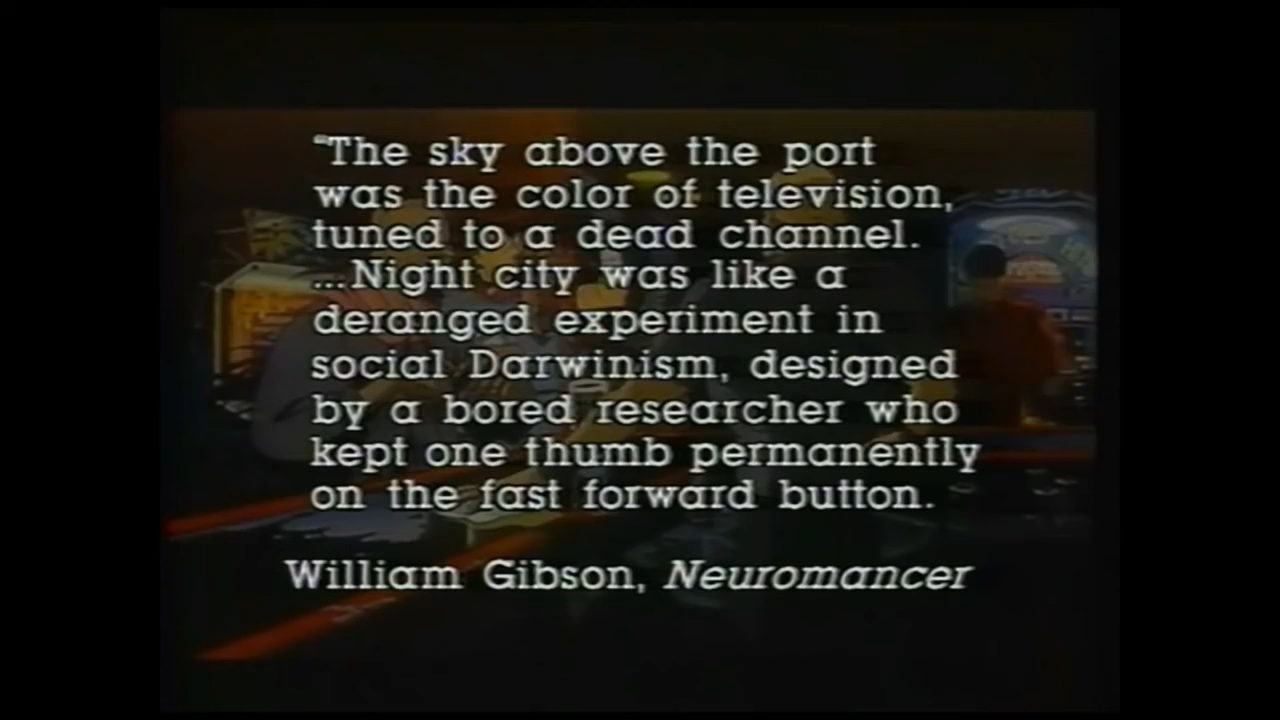 “The sky above the port
was the color of television,
tuned to a dead channel.
...Night city was like a
deranged experiment in
social Darwinism, designed
by a bored researcher who
kept one thumb permanently
on the fast forward button.
William Gibson, Neuromancer